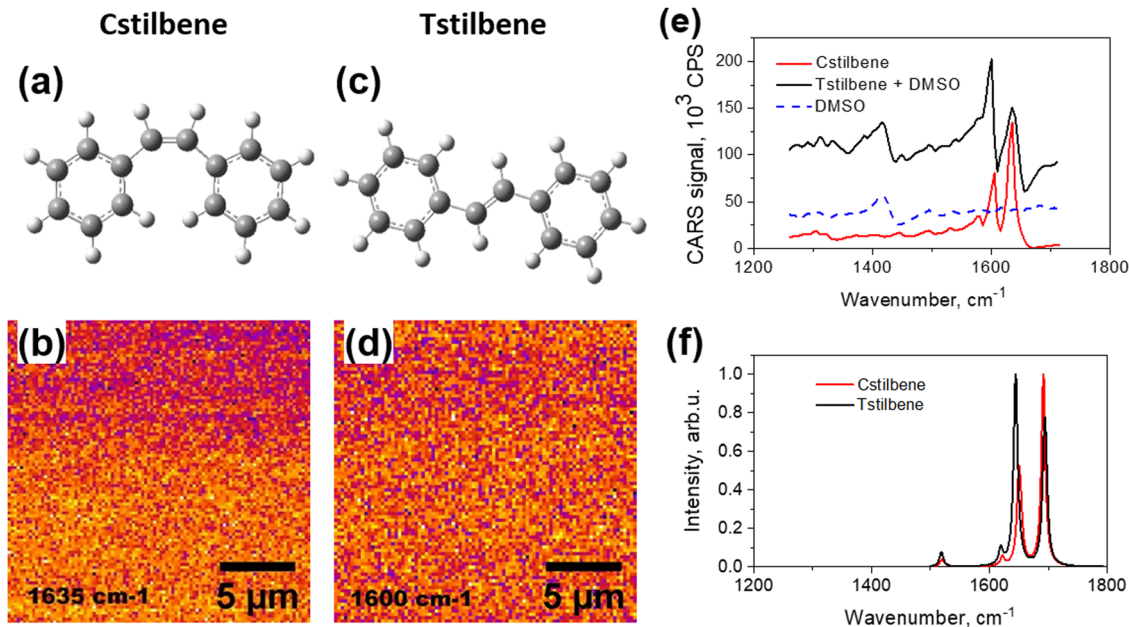 Cstilbene
Tstilbene
(a)
(c)
(e)
CARS signal, 10³ CPS
200
150
100
50
0
Cstilbene
Tstilbene + DMSO
DMSO
1200
1400
1600
1800
Wavenumber, cm⁻¹
(b)
1635 cm-1
5 µm
(d)
1600 cm-1
5 µm
(f)
Intensity, arb.u.
1.0
0.8
0.6
0.4
0.2
0.0
Cstilbene
Tstilbene
1200
1400
1600
1800
Wavenumber, cm⁻¹